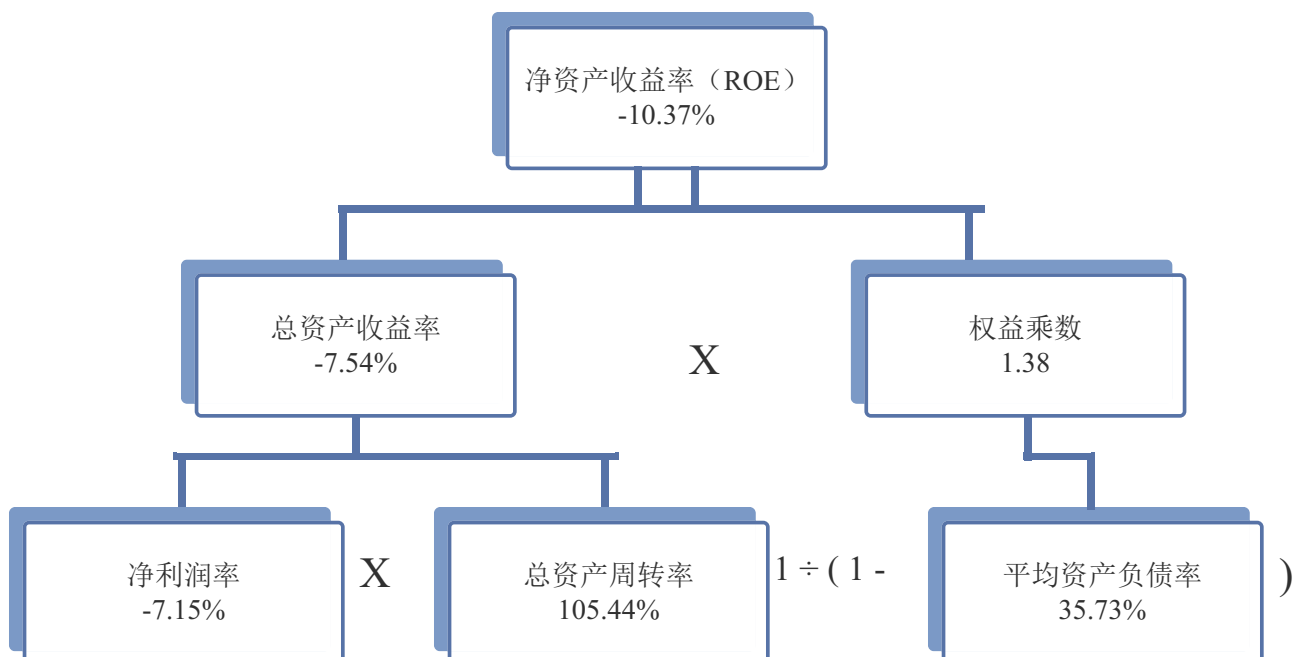 净资产收益率（ROE）
-10.37%
总资产收益率
-7.54%
X
权益乘数
1.38
净利润率
-7.15%
X
总资产周转率
105.44%
1 ÷ ( 1 -
平均资产负债率
35.73%
)